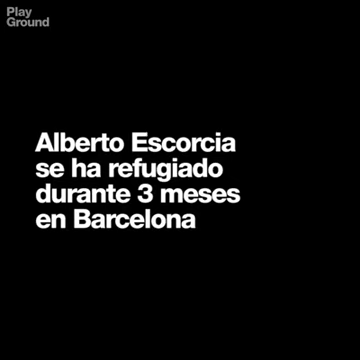 Play
Ground
Alberto Escorcia
se ha refugiado
durante 3 meses
en Barcelona